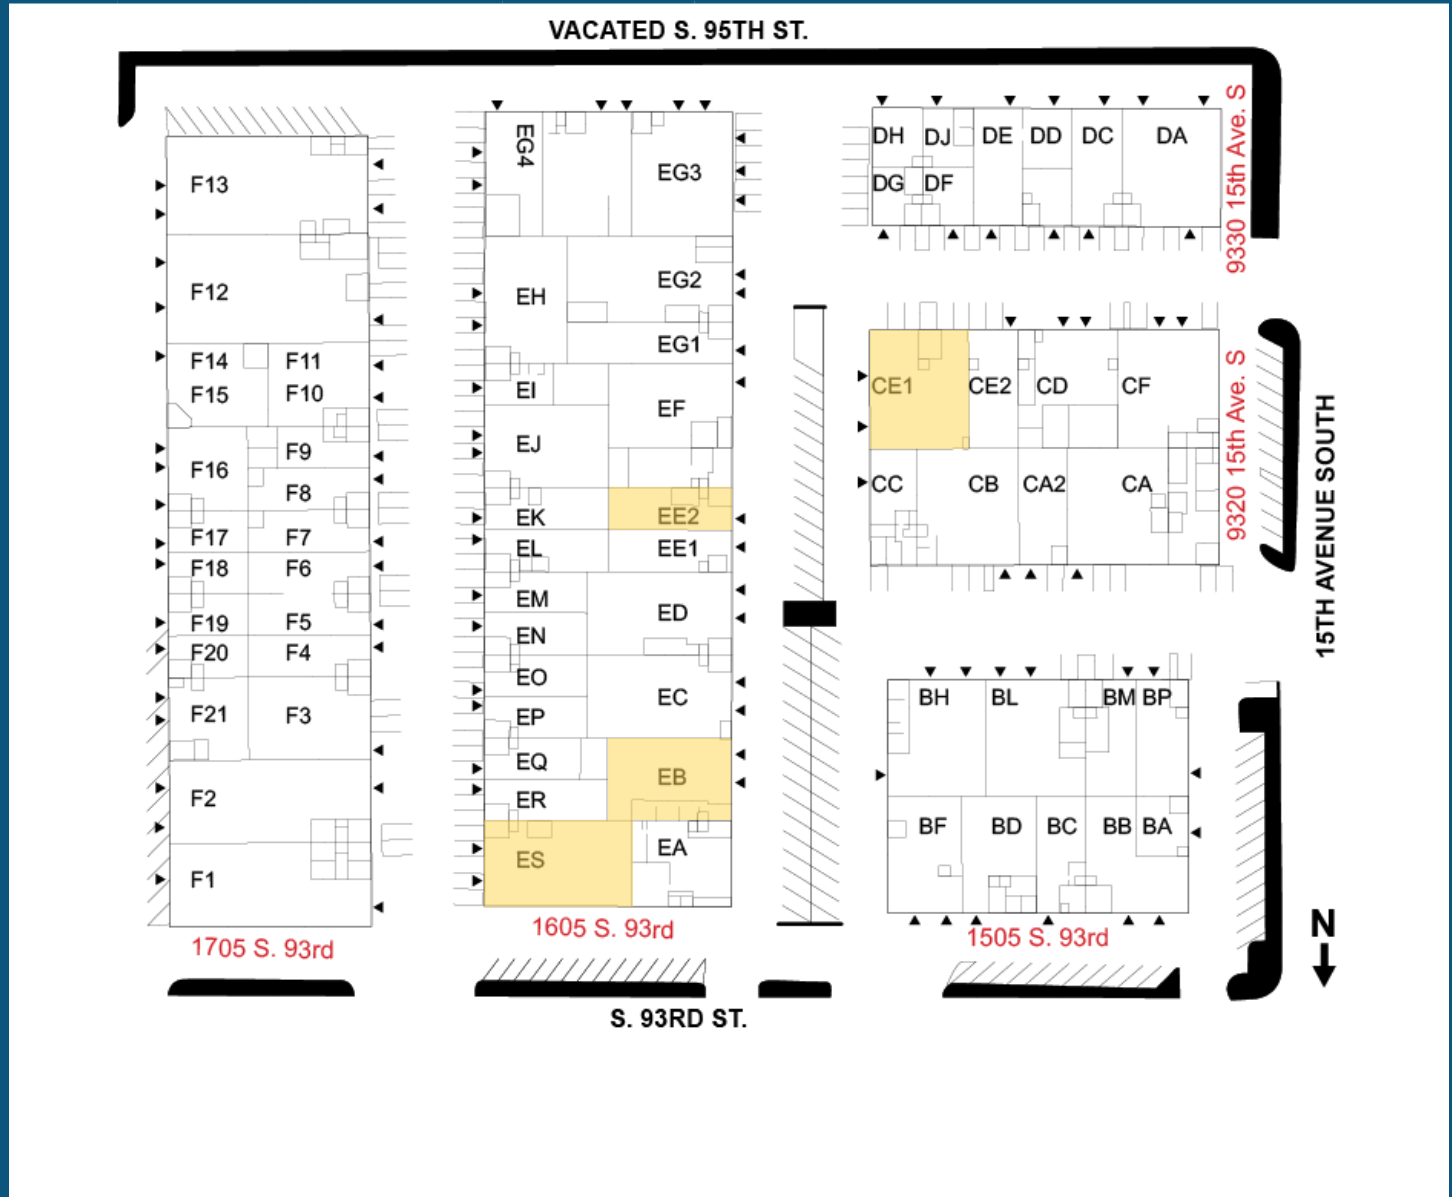 VACATED S. 95TH ST.
F13
F12
F14 F11
F15 F10
F9
F16
F8
F17 F7
F18 F6
F19 F5
F20 F4
F21 F3
F2
F1
1705 S. 93rd
EG4
EG3
EG2
EH
EG1
EI
EF
EJ
EK EE2
EL EE1
EM
ED
EN
EO
EC
EP
EQ
EB
ER
EA
ES
1605 S. 93rd
DH DJ DE DD DC DA
DG DF
9330 15th Ave. S
CE1 CE2 CD CF
CC CB CA2 CA
9320 15th Ave. S
BH BL BM BP
BF BD BC BB BA
1505 S. 93rd
15TH AVENUE SOUTH
N
S. 93RD ST.